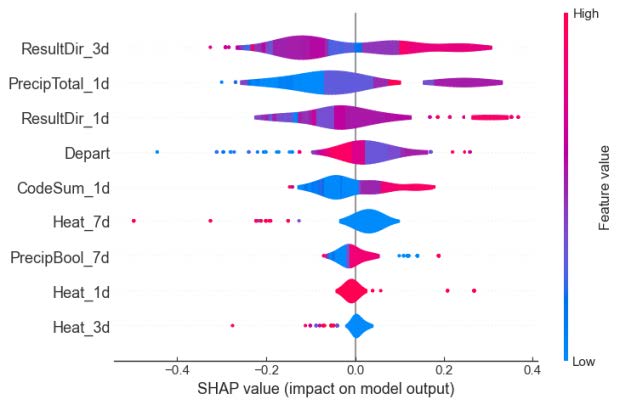 High
ResultDir_3d
PrecipTotal_1d
ResultDir_1d
Depart
CodeSum_1d
Heat_7d
PrecipBool_7d
Heat_1d
Heat_3d
Feature value
Low
−0.4 −0.2 0.0 0.2 0.4
SHAP value (impact on model output)